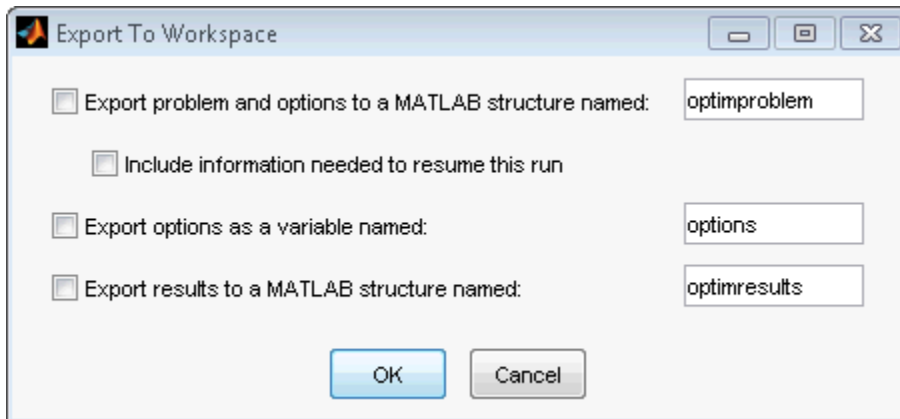 Export To Workspace
Export problem and options to a MATLAB structure named: optimproblem
Include information needed to resume this run
Export options as a variable named: options
Export results to a MATLAB structure named: optimresults
OK Cancel